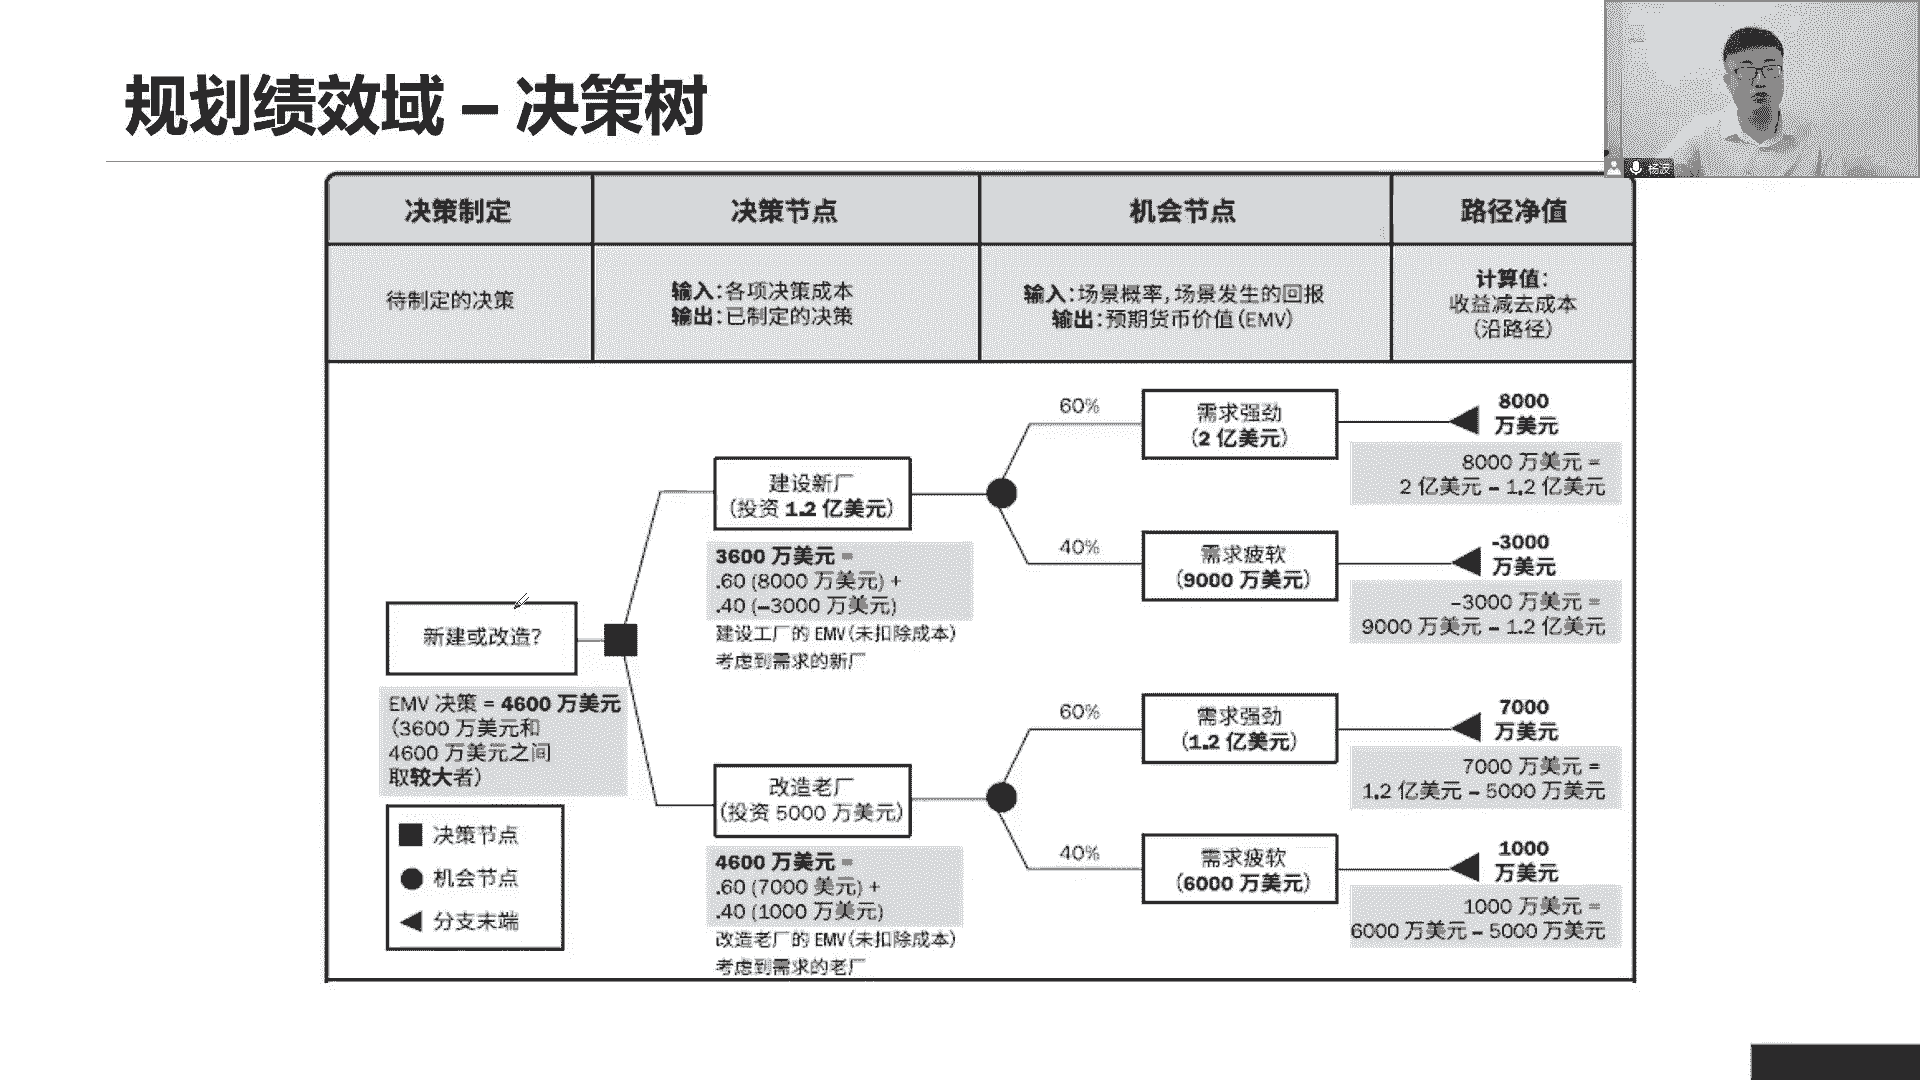 规划绩效域 – 决策树
杨波
决策制定
决策节点
机会节点
路径净值
待制定的决策
输入：各项决策成本
输出：已制定的决策
输入：场景概率，场景发生的回报
输出：预期货币价值（EMV）
计算值：
收益减去成本
（沿路径）
新建或改造？
EMV 决策 = 4600 万美元
（3600 万美元和
4600 万美元之间
取较大者）
决策节点
机会节点
分支末端
建设新厂
（投资 1.2 亿美元）
3600 万美元 =
.60 (8000 万美元) +
.40 (–3000 万美元)
建设工厂的 EMV（未扣除成本）
考虑到需求的新厂
改造老厂
（投资 5000 万美元）
4600 万美元 =
.60 (7000 美元) +
.40 (1000 万美元)
改造老厂的 EMV（未扣除成本）
考虑到需求的老厂
60%
需求强劲
（2 亿美元）
8000
万美元
8000 万美元 =
2 亿美元 – 1.2 亿美元
40%
需求疲软
（9000 万美元）
-3000
万美元
–3000 万美元 =
9000 万美元 – 1.2 亿美元
60%
需求强劲
（1.2 亿美元）
7000
万美元
7000 万美元 =
1.2 亿美元 – 5000 万美元
40%
需求疲软
（6000 万美元）
1000
万美元
1000 万美元 =
6000 万美元 – 5000 万美元